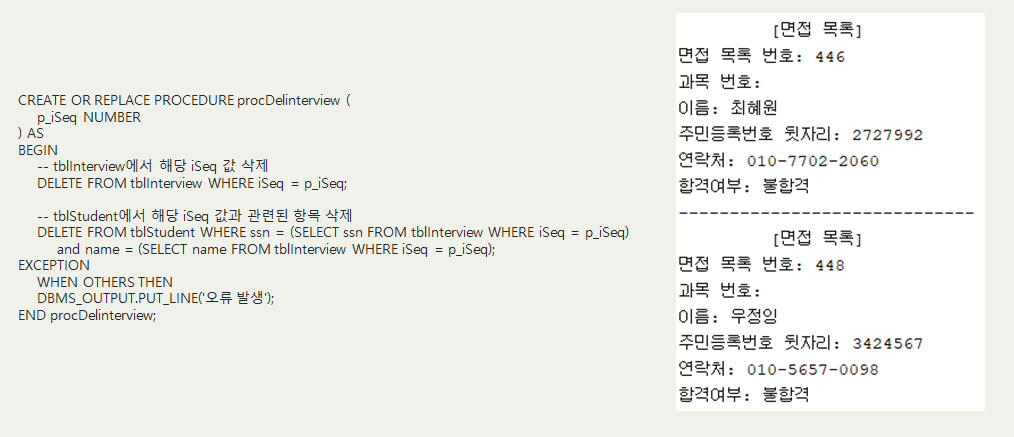 CREATE OR REPLACE PROCEDURE procDelinterview (
p_iSeq NUMBER
) AS
BEGIN
-- tblInterview에서 해당 iSeq 값 삭제
DELETE FROM tblInterview WHERE iSeq = p_iSeq;
-- tblStudent에서 해당 iSeq 값과 관련된 항목 삭제
DELETE FROM tblStudent WHERE ssn = (SELECT ssn FROM tblInterview WHERE iSeq = p_iSeq)
and name = (SELECT name FROM tblInterview WHERE iSeq = p_iSeq);
EXCEPTION
WHEN OTHERS THEN
DBMS_OUTPUT.PUT_LINE('오류 발생');
END procDelinterview;
[면접 목록]
면접 목록 번호: 446
과목 번호:
이름: 최혜원
주민등록번호 뒷자리: 2727992
연락처: 010-7702-2060
합격여부: 불합격
-----------------------------
[면접 목록]
면접 목록 번호: 448
과목 번호:
이름: 우정잉
주민등록번호 뒷자리: 3424567
연락처: 010-5657-0098
합격여부: 불합격